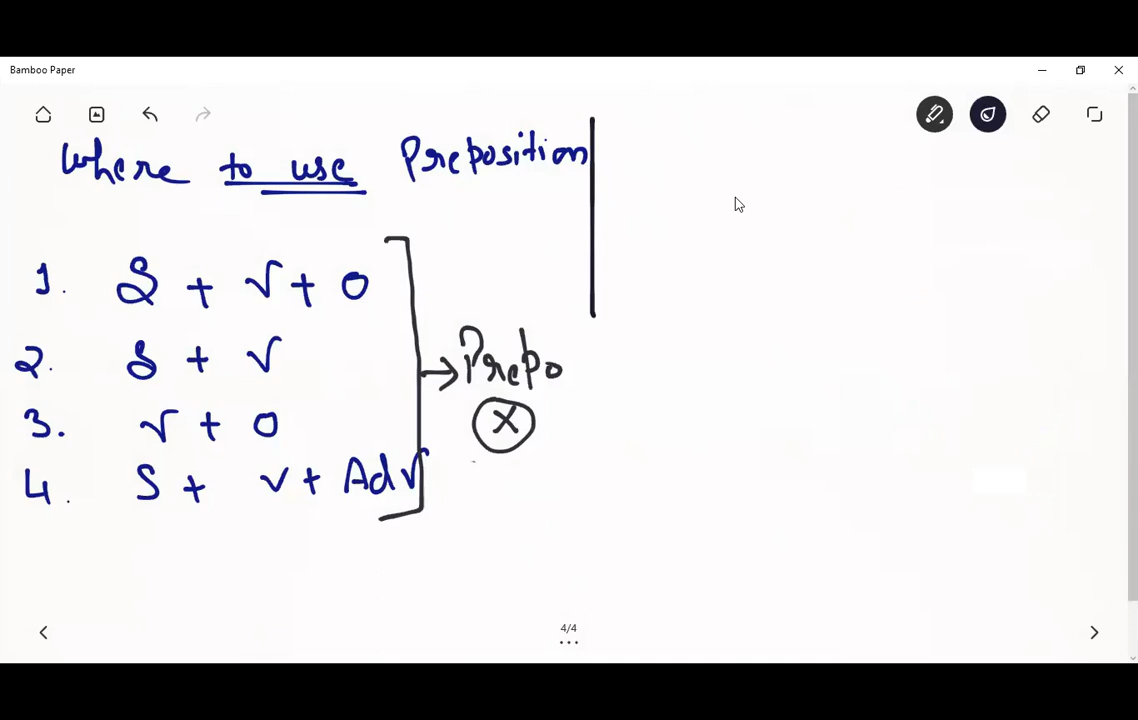 Bamboo Paper
Where to use Preposition
1. S + V + O
2. S + V
3. V + O
4. S + V + Adv
→ Prepo
X
4/4